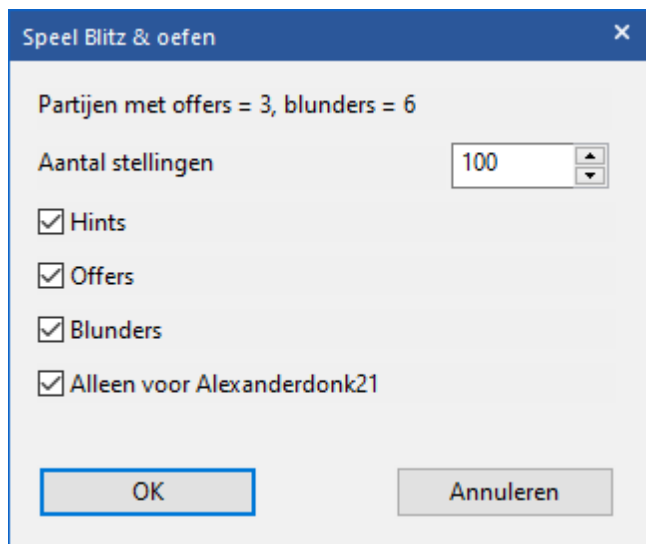 Speel Blitz & oefen
Partijen met offers = 3, blunders = 6
Aantal stellingen 100
Hints
Offers
Blunders
Alleen voor Alexanderdonk21
OK Annuleren